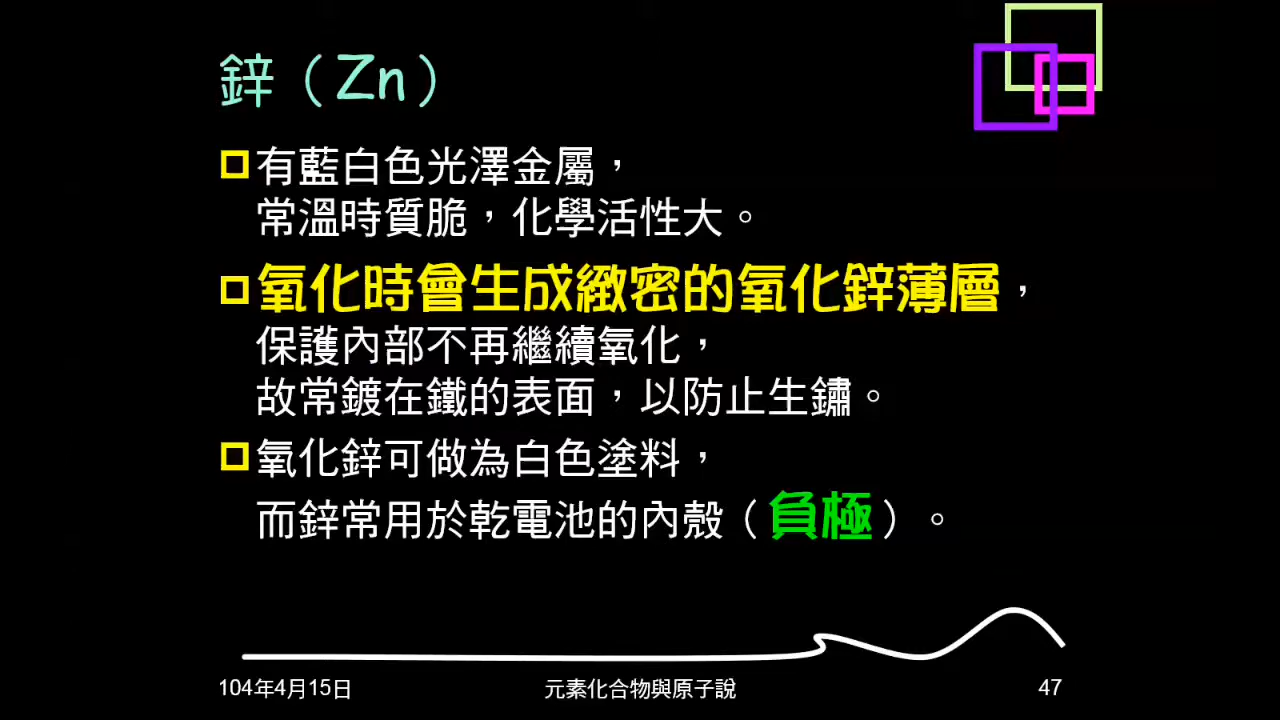 鋅（Zn）
有藍白色光澤金屬，
常溫時質脆，化學活性大。
氧化時會生成緻密的氧化鋅薄層，
保護內部不再繼續氧化，
故常鍍在鐵的表面，以防止生鏽。
氧化鋅可做為白色塗料，
而鋅常用於乾電池的內殼（負極）。
104年4月15日
元素化合物與原子說
47